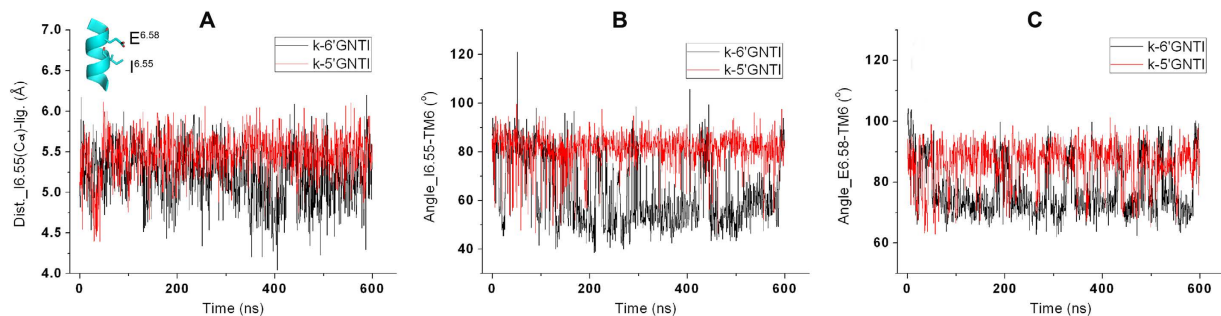 A
Dist._I6.55(Cα)-lig. (Å)
7.0
6.5
6.0
5.5
5.0
4.5
4.0
E6.58
I6.55
k-6'GNTI
k-5'GNTI
0
200
400
600
Time (ns)
B
Angle_I6.55-TM6 (°)
120
100
80
60
40
k-6'GNTI
k-5'GNTI
0
200
400
600
Time (ns)
C
Angle_E6.58-TM6 (°)
120
100
80
60
k-6'GNTI
k-5'GNTI
0
200
400
600
Time (ns)